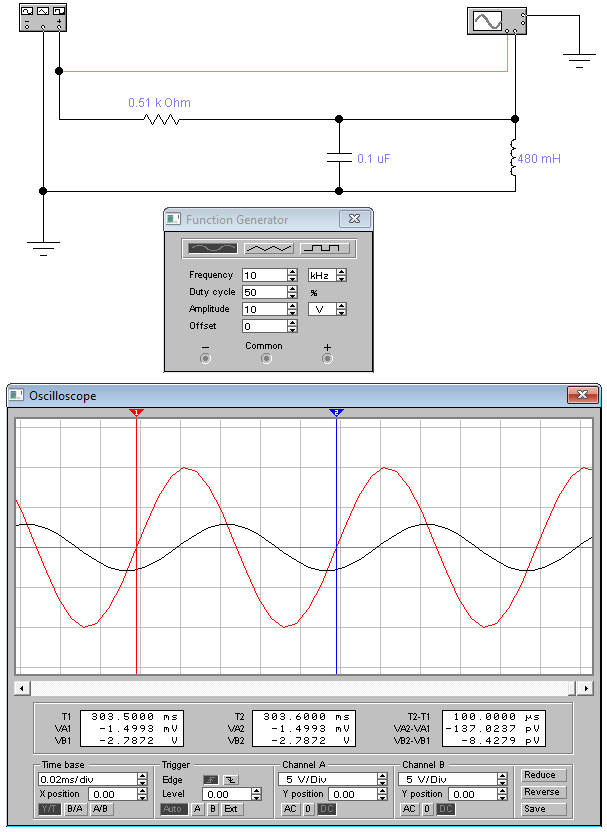 − +
0.51 k Ohm
0.1 uF
480 mH
Function Generator
Frequency 10 kHz
Duty cycle 50 %
Amplitude 10 V
Offset 0
− Common +
Oscilloscope
1 2
T1 303.5000 ms T2 303.6000 ms T2-T1 100.0000 µs
VA1 -1.4993 mV VA2 -1.4993 mV VA2-VA1 -137.0237 pV
VB1 -2.7872 V VB2 -2.7872 V VB2-VB1 -8.4279 pV
Time base Trigger Channel A Channel B
0.02ms/div Edge 5 V/Div 5 V/Div Reduce
X position 0.00 Level 0.00 Y position 0.00 Y position 0.00 Reverse
Y/T B/A A/B Auto A B Ext AC 0 DC AC 0 DC Save